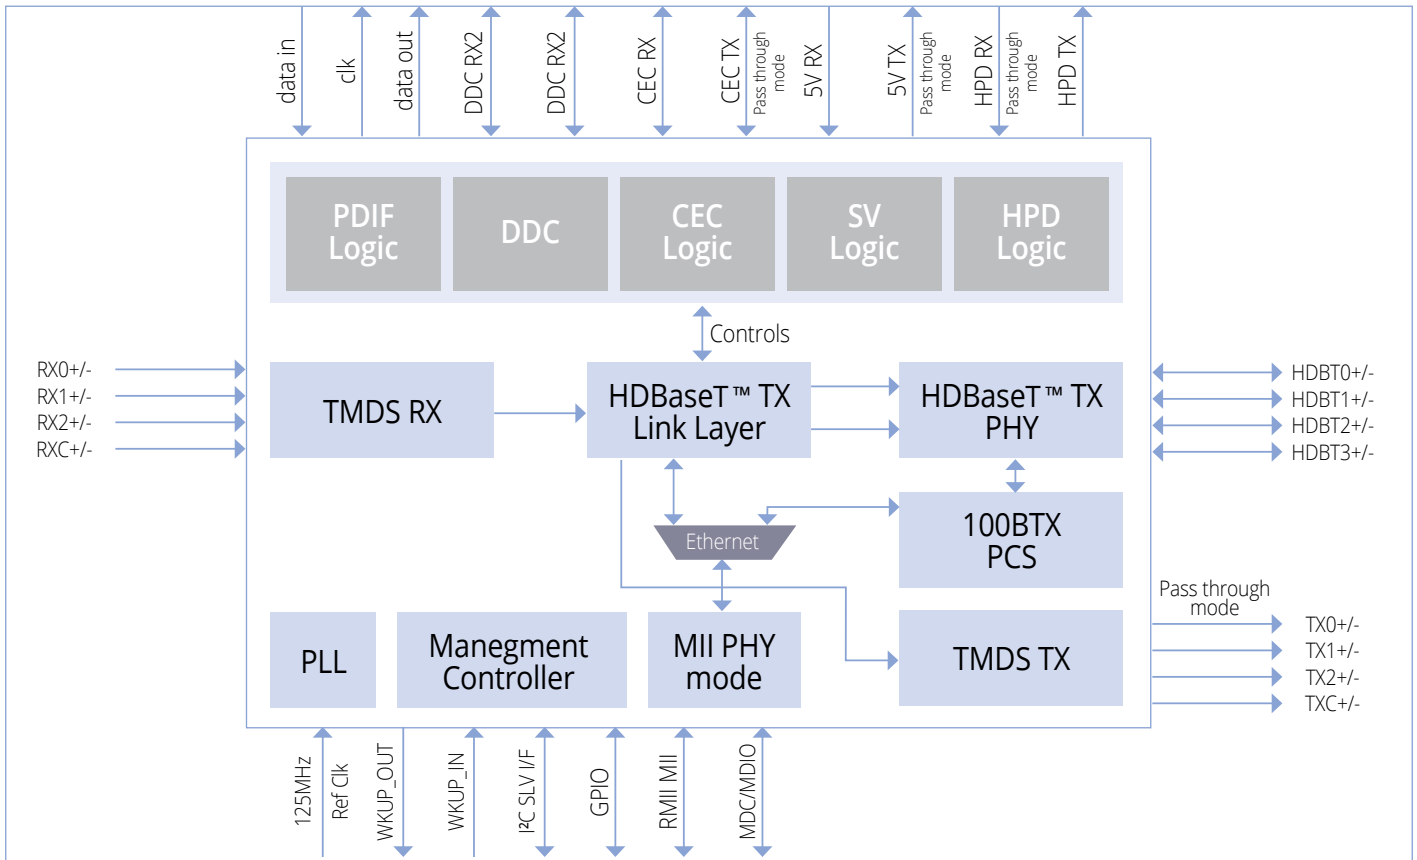 data in
clk
data out
DDC RX2
DDC RX2
CEC RX
CEC TX
Pass through
mode
5V RX
5V TX
Pass through
mode
HPD RX
Pass through
mode
HPD TX
PDIF
Logic
DDC
CEC
Logic
SV
Logic
HPD
Logic
Controls
RX0+/-
RX1+/-
RX2+/-
RXC+/-
TMDS RX
HDBaseT™ TX
Link Layer
HDBaseT™ TX
PHY
HDBT0+/-
HDBT1+/-
HDBT2+/-
HDBT3+/-
Ethernet
100BTX
PCS
Pass through
mode
TX0+/-
TX1+/-
TX2+/-
TXC+/-
PLL
Manegment
Controller
MII PHY
mode
TMDS TX
125MHz
Ref Clk
WKUP_OUT
WKUP_IN
I²C SLV I/F
GPIO
RMII MII
MDC/MDIO